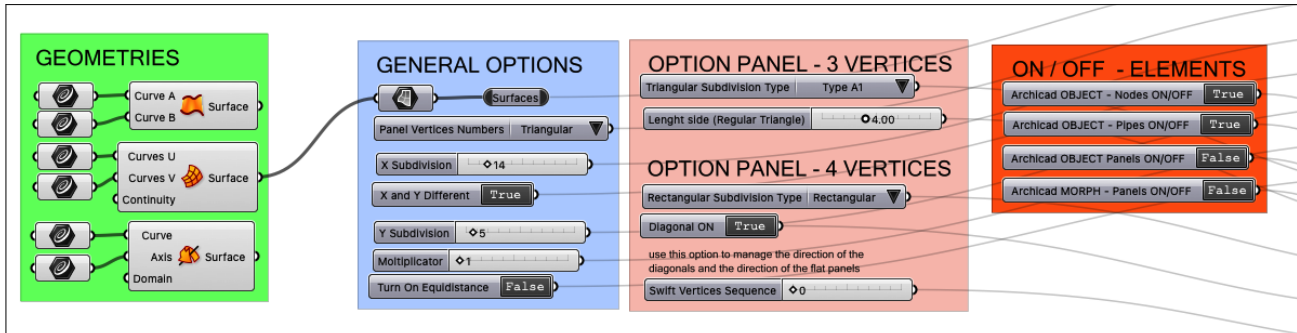 GEOMETRIES
Curve A
Curve B
Surface
Curves U
Curves V
Continuity
Surface
Curve
Axis
Domain
Surface
GENERAL OPTIONS
Surfaces
Panel Vertices Numbers Triangular
X Subdivision 14
X and Y Different True
Y Subdivision 5
Moltiplicator 1
Turn On Equidistance False
OPTION PANEL - 3 VERTICES
Triangular Subdivision Type Type A1
Lenght side (Regular Triangle) 4.00
OPTION PANEL - 4 VERTICES
Rectangular Subdivision Type Rectangular
Diagonal ON True
use this option to manage the direction of the
diagonals and the direction of the flat panels
Swift Vertices Sequence 0
ON / OFF - ELEMENTS
Archicad OBJECT - Nodes ON/OFF True
Archicad OBJECT - Pipes ON/OFF True
Archicad OBJECT Panels ON/OFF False
Archicad MORPH - Panels ON/OFF False